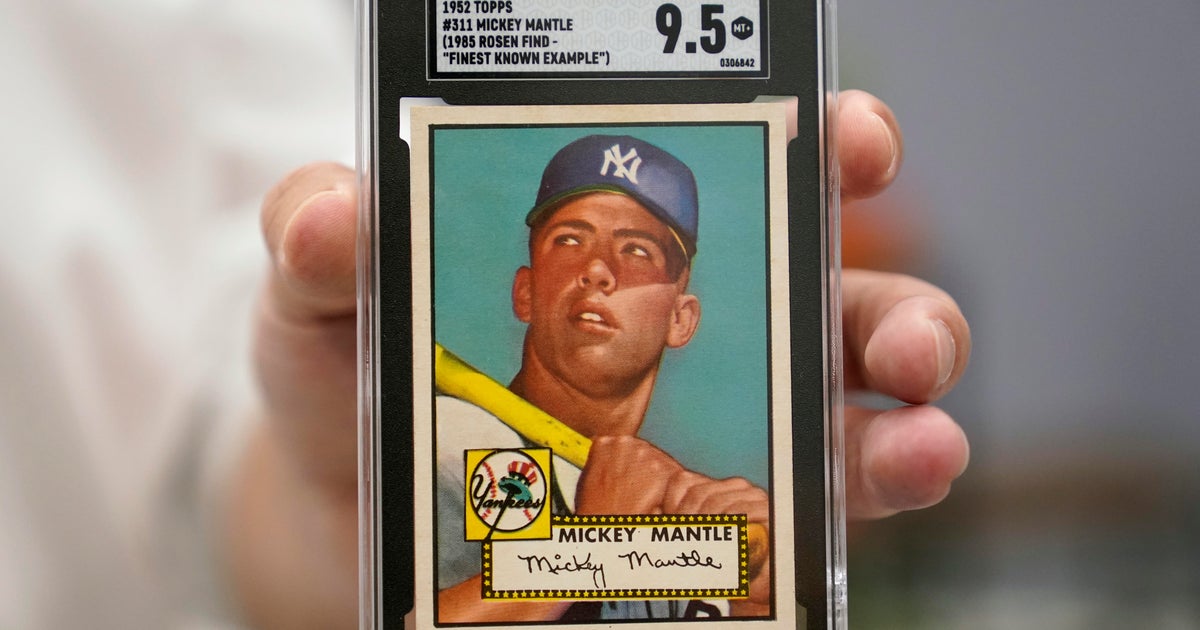 1952 TOPPS
#311 MICKEY MANTLE
(1985 ROSEN FIND -
"FINEST KNOWN EXAMPLE")
9.5
MT+
0306842
NY
Yankees
MICKEY MANTLE
Mickey Mantle